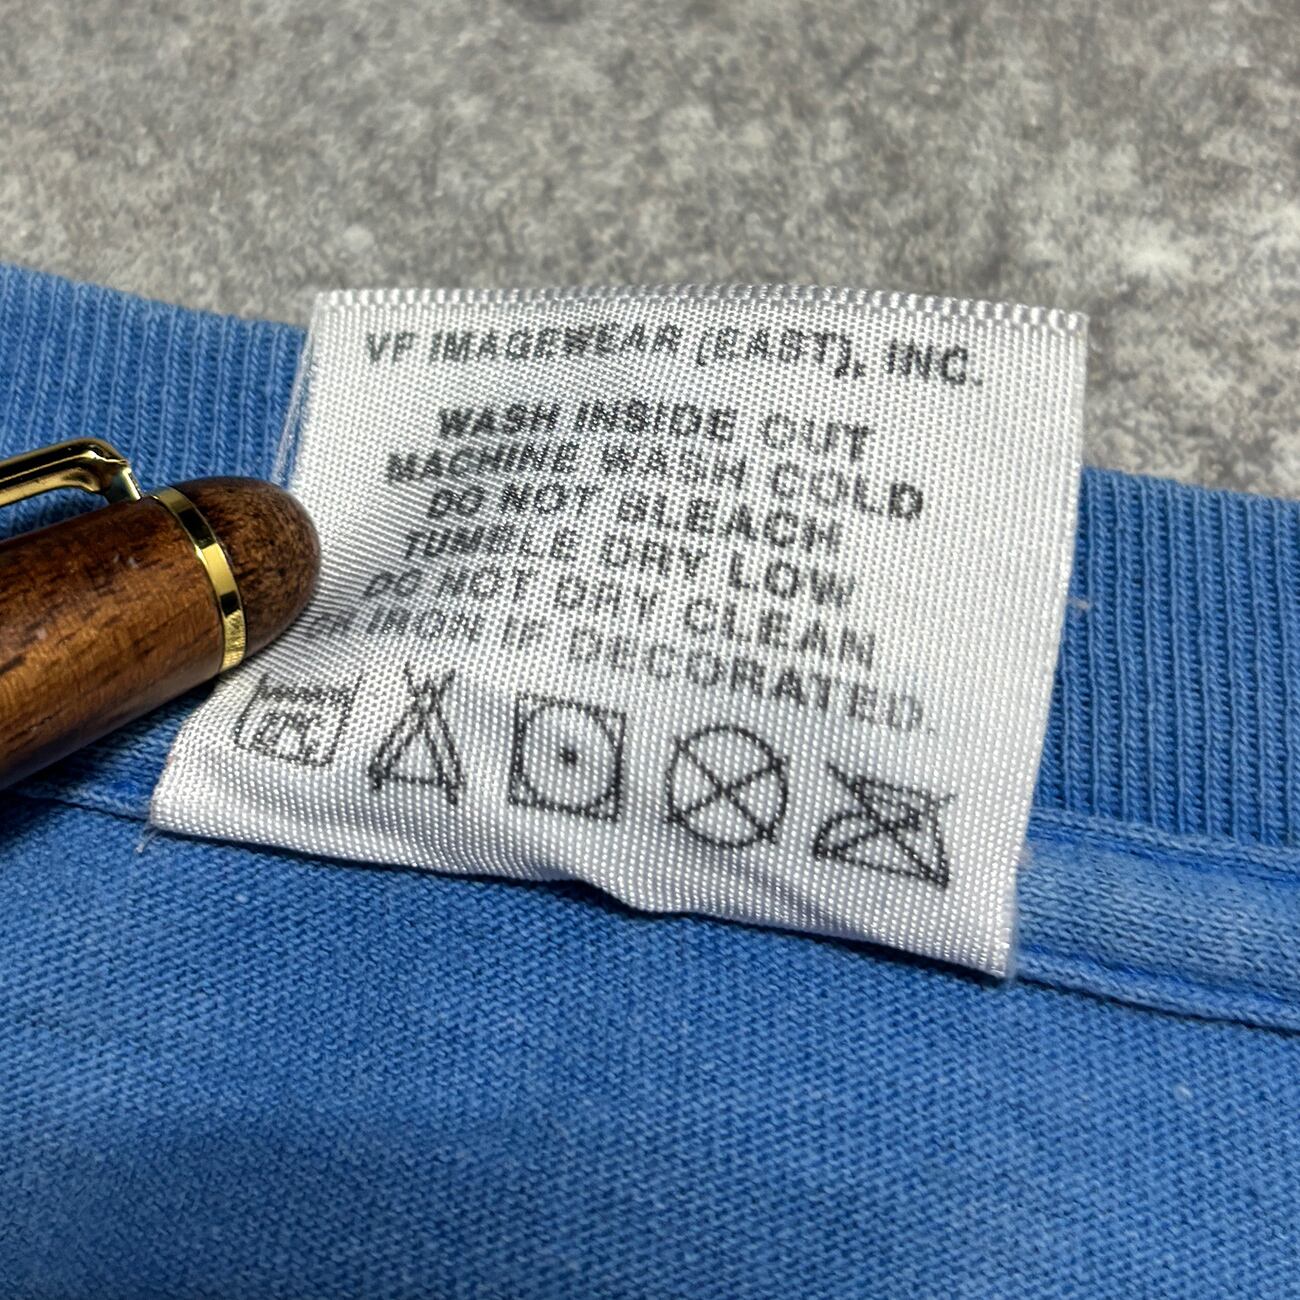 VF IMAGEWEAR (EAST), INC.
WASH INSIDE OUT
MACHINE WASH COLD
DO NOT BLEACH
TUMBLE DRY LOW
DO NOT DRY CLEAN
IRON IF DECORATED.